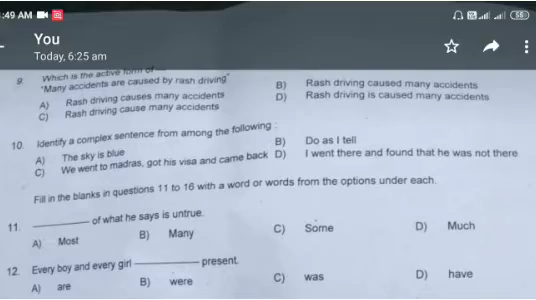 :49 AM
58
You
Today, 6:25 am
9. Which is the active form of
"Many accidents are caused by rash driving"
A) Rash driving causes many accidents B) Rash driving caused many accidents
C) Rash driving cause many accidents D) Rash driving is caused many accidents
10. Identify a complex sentence from among the following :
A) The sky is blue B) Do as I tell
C) We went to madras, got his visa and came back D) I went there and found that he was not there
Fill in the blanks in questions 11 to 16 with a word or words from the options under each.
11. ________ of what he says is untrue.
A) Most B) Many C) Some D) Much
12. Every boy and every girl ________ present.
A) are B) were C) was D) have